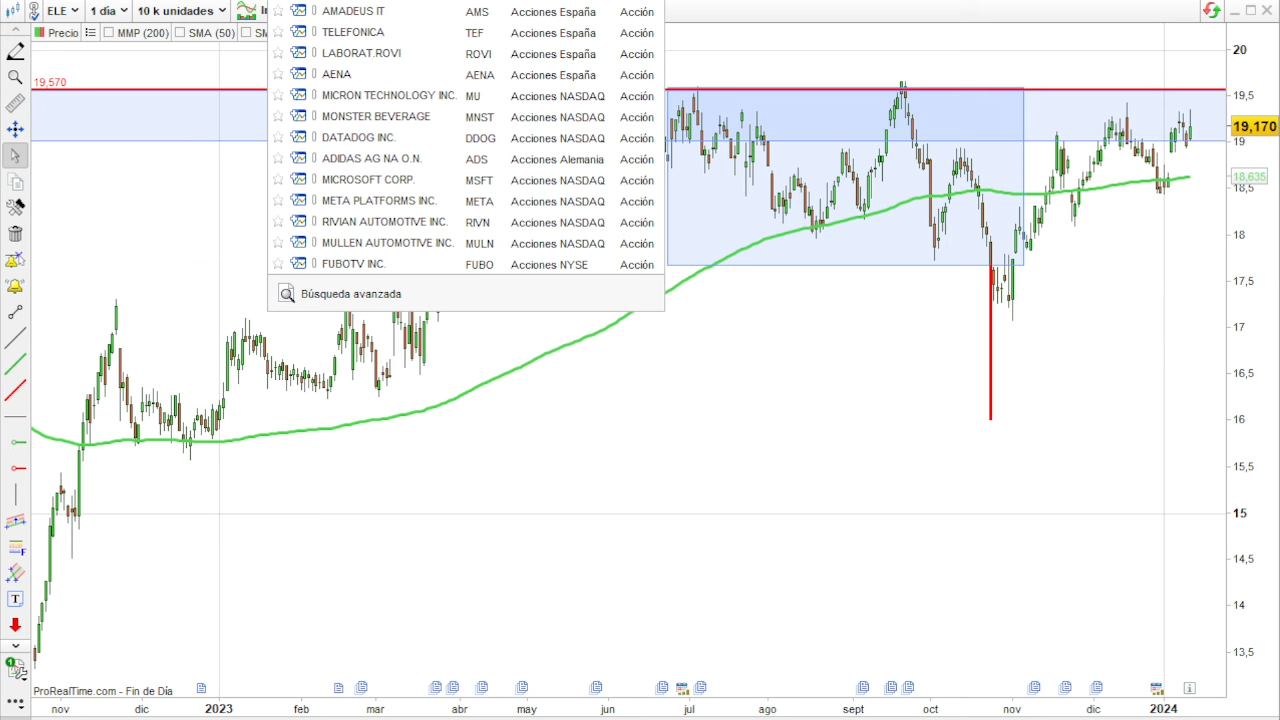 ELE 1 día 10 k unidades
Precio MMP (200) SMA (50)
AMADEUS IT AMS Acciones España Acción
TELEFONICA TEF Acciones España Acción
LABORAT.ROVI ROVI Acciones España Acción
AENA AENA Acciones España Acción
MICRON TECHNOLOGY INC. MU Acciones NASDAQ Acción
MONSTER BEVERAGE MNST Acciones NASDAQ Acción
DATADOG INC. DDOG Acciones NASDAQ Acción
ADIDAS AG NA O.N. ADS Acciones Alemania Acción
MICROSOFT CORP. MSFT Acciones NASDAQ Acción
META PLATFORMS INC. META Acciones NASDAQ Acción
RIVIAN AUTOMOTIVE INC. RIVN Acciones NASDAQ Acción
MULLEN AUTOMOTIVE INC. MULN Acciones NASDAQ Acción
FUBOTV INC. FUBO Acciones NYSE Acción
Búsqueda avanzada
19,570
20
19,5
19,170
19
18,635
18,5
18
17,5
17
16,5
16
15,5
15
14,5
14
13,5
ProRealTime.com - Fin de Día
nov dic 2023 feb mar may jun jul ago sept oct nov dic 2024